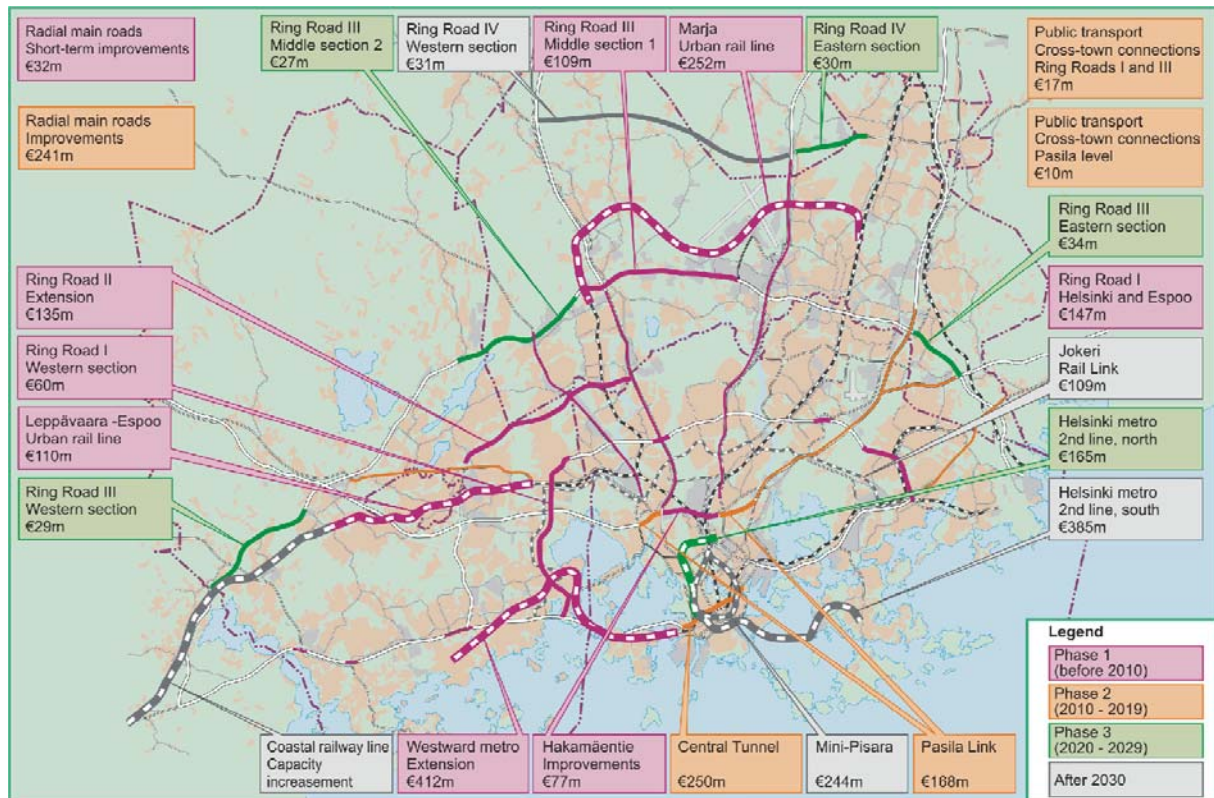 Radial main roads
Short-term improvements
€32m
Ring Road III
Middle section 2
€27m
Ring Road IV
Western section
€31m
Ring Road III
Middle section 1
€109m
Marja
Urban rail line
€252m
Ring Road IV
Eastern section
€30m
Public transport
Cross-town connections
Ring Roads I and III
€17m
Radial main roads
Improvements
€241m
Public transport
Cross-town connections
Pasila level
€10m
Ring Road III
Eastern section
€34m
Ring Road II
Extension
€135m
Ring Road I
Helsinki and Espoo
€147m
Ring Road I
Western section
€60m
Jokeri
Rail Link
€109m
Leppävaara -Espoo
Urban rail line
€110m
Helsinki metro
2nd line, north
€165m
Ring Road III
Western section
€29m
Helsinki metro
2nd line, south
€385m
Coastal railway line
Capacity
increasement
Westward metro
Extension
€412m
Hakamäentie
Improvements
€77m
Central Tunnel
€250m
Mini-Pisara
€244m
Pasila Link
€168m
Legend
Phase 1
(before 2010)
Phase 2
(2010 - 2019)
Phase 3
(2020 - 2029)
After 2030